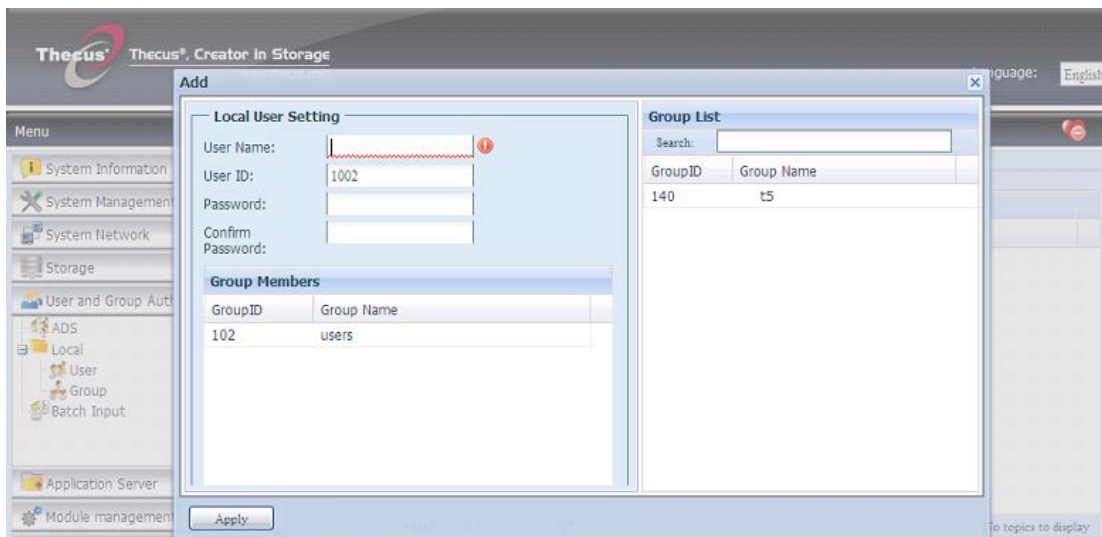 Thecus® Thecus®, Creator in Storage
Language: English
Add
Menu
System Information
System Management
System Network
Storage
User and Group Auth
ADS
Local
User
Group
Batch Input
Application Server
Module management
Local User Setting
User Name:
User ID: 1002
Password:
Confirm
Password:
Group Members
GroupID Group Name
102 users
Group List
Search:
GroupID Group Name
140 t5
Apply
No topics to display